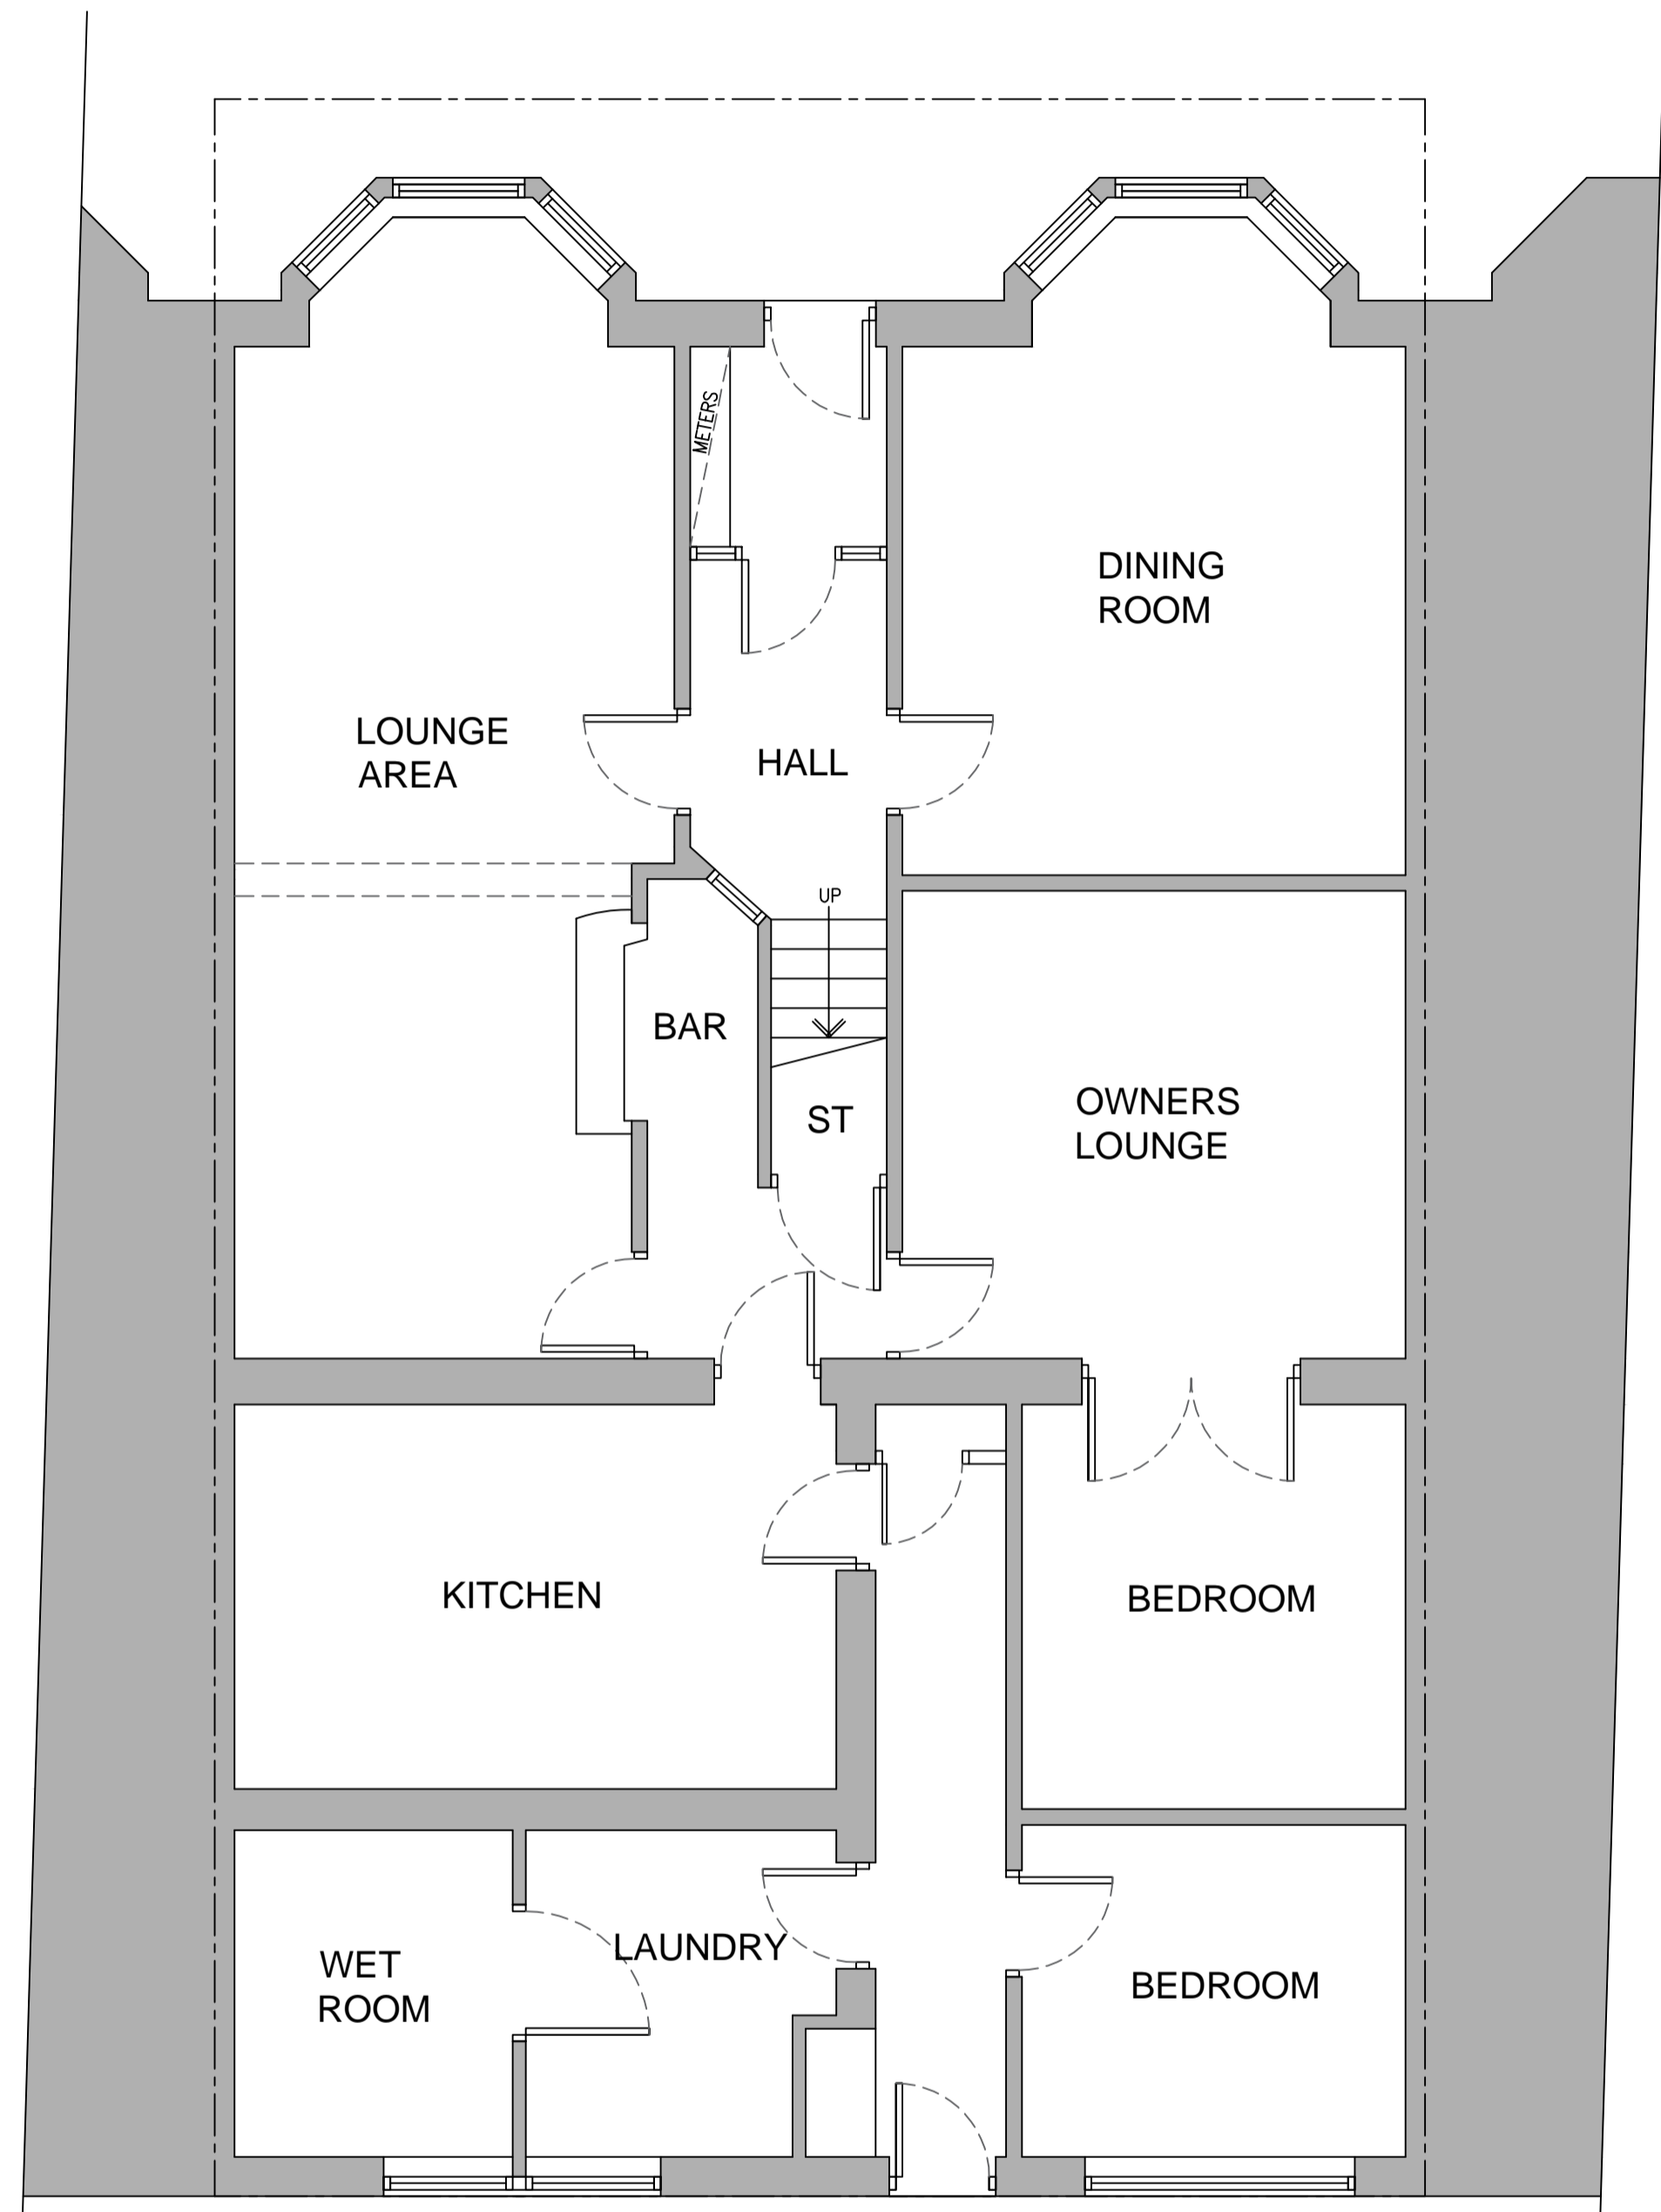 METERS
DINING
ROOM
LOUNGE
AREA
HALL
UP
BAR
OWNERS
LOUNGE
ST
KITCHEN
BEDROOM
LAUNDRY
WET
ROOM
BEDROOM